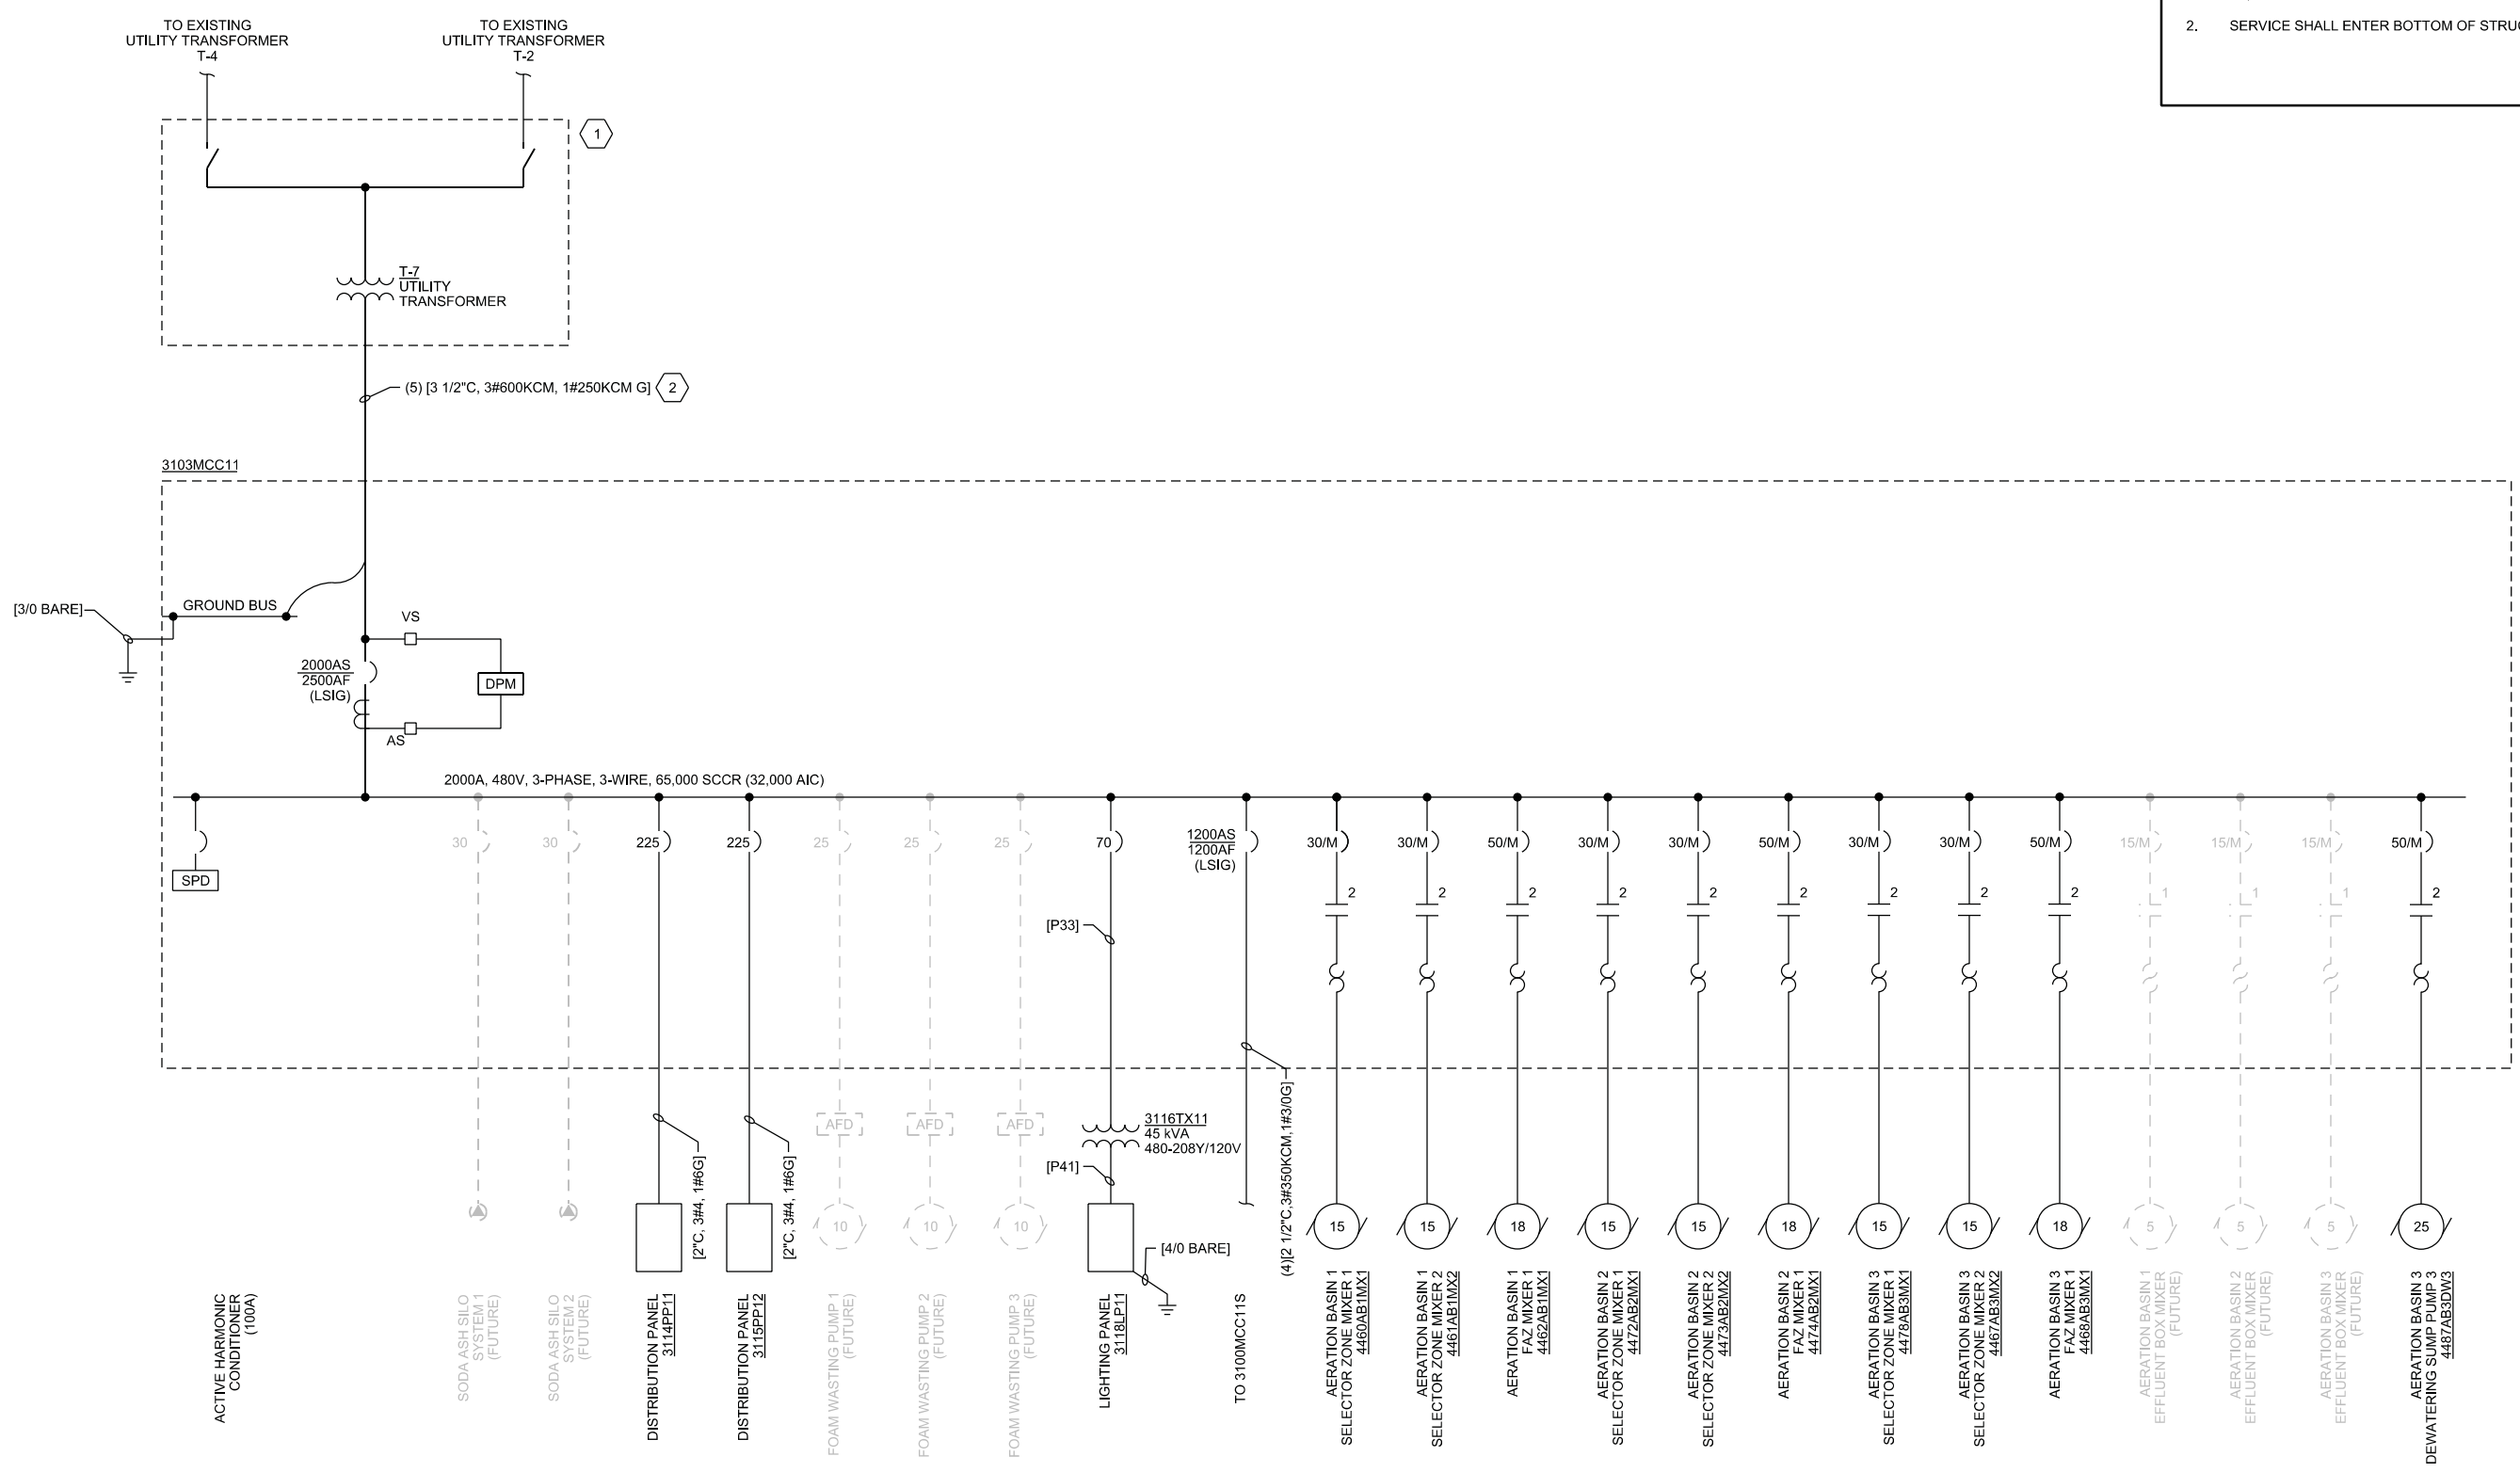 2. SERVICE SHALL ENTER BOTTOM OF STRU
TO EXISTING
UTILITY TRANSFORMER
T-4
TO EXISTING
UTILITY TRANSFORMER
T-2
1
T-7
UTILITY
TRANSFORMER
(5) [3 1/2"C, 3#600KCM, 1#250KCM G] 2
3103MCC11
[3/0 BARE]
GROUND BUS
VS
2000AS
2500AF
(LSIG)
DPM
AS
2000A, 480V, 3-PHASE, 3-WIRE, 65,000 SCCR (32,000 AIC)
SPD
30
30
225
225
25
25
25
70
1200AS
1200AF
(LSIG)
30/M
30/M
50/M
30/M
30/M
50/M
30/M
30/M
50/M
15/M
15/M
15/M
50/M
2
2
2
2
2
2
2
2
2
1
1
1
2
[P33]
AFD
AFD
AFD
3116TX11
45 kVA
480-208Y/120V
[P41]
[2"C, 3#4, 1#6G]
[2"C, 3#4, 1#6G]
(4)[2 1/2"C,3#350KCM,1#3/0G]
10
10
10
[4/0 BARE]
15
15
18
15
15
18
15
15
18
5
5
5
25
ACTIVE HARMONIC
CONDITIONER
(100A)
SODA ASH SILO
SYSTEM 1
(FUTURE)
SODA ASH SILO
SYSTEM 2
(FUTURE)
DISTRIBUTION PANEL
3114PP11
DISTRIBUTION PANEL
3115PP12
FOAM WASTING PUMP 1
(FUTURE)
FOAM WASTING PUMP 2
(FUTURE)
FOAM WASTING PUMP 3
(FUTURE)
LIGHTING PANEL
3118LP11
TO 3100MCC11S
AERATION BASIN 1
SELECTOR ZONE MIXER 1
4460AB1MX1
AERATION BASIN 1
SELECTOR ZONE MIXER 2
4461AB1MX2
AERATION BASIN 1
FAZ MIXER 1
4462AB1MX1
AERATION BASIN 2
SELECTOR ZONE MIXER 1
4472AB2MX1
AERATION BASIN 2
SELECTOR ZONE MIXER 2
4473AB2MX2
AERATION BASIN 2
FAZ MIXER 1
4474AB2MX1
AERATION BASIN 3
SELECTOR ZONE MIXER 1
4478AB3MX1
AERATION BASIN 3
SELECTOR ZONE MIXER 2
4467AB3MX2
AERATION BASIN 3
FAZ MIXER 1
4468AB3MX1
AERATION BASIN 1
EFFLUENT BOX MIXER
(FUTURE)
AERATION BASIN 2
EFFLUENT BOX MIXER
(FUTURE)
AERATION BASIN 3
EFFLUENT BOX MIXER
(FUTURE)
AERATION BASIN 3
DEWATERING SUMP PUMP 3
4487AB3DW3